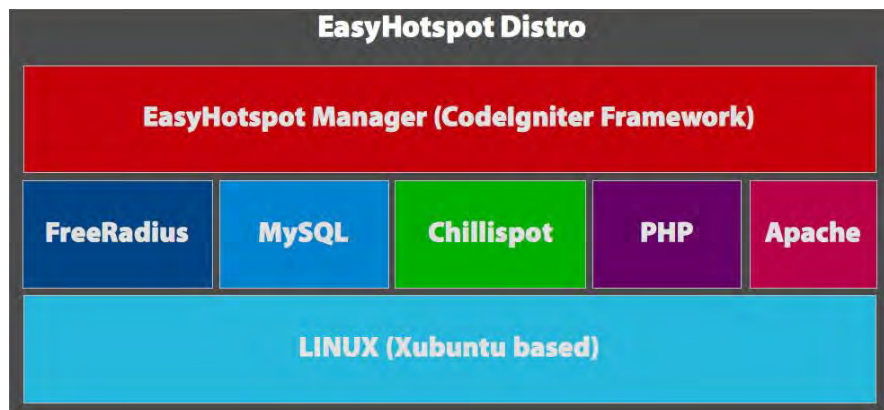 EasyHotspot Distro
EasyHotspot Manager (CodeIgniter Framework)
FreeRadius MySQL Chillispot PHP Apache
LINUX (Xubuntu based)